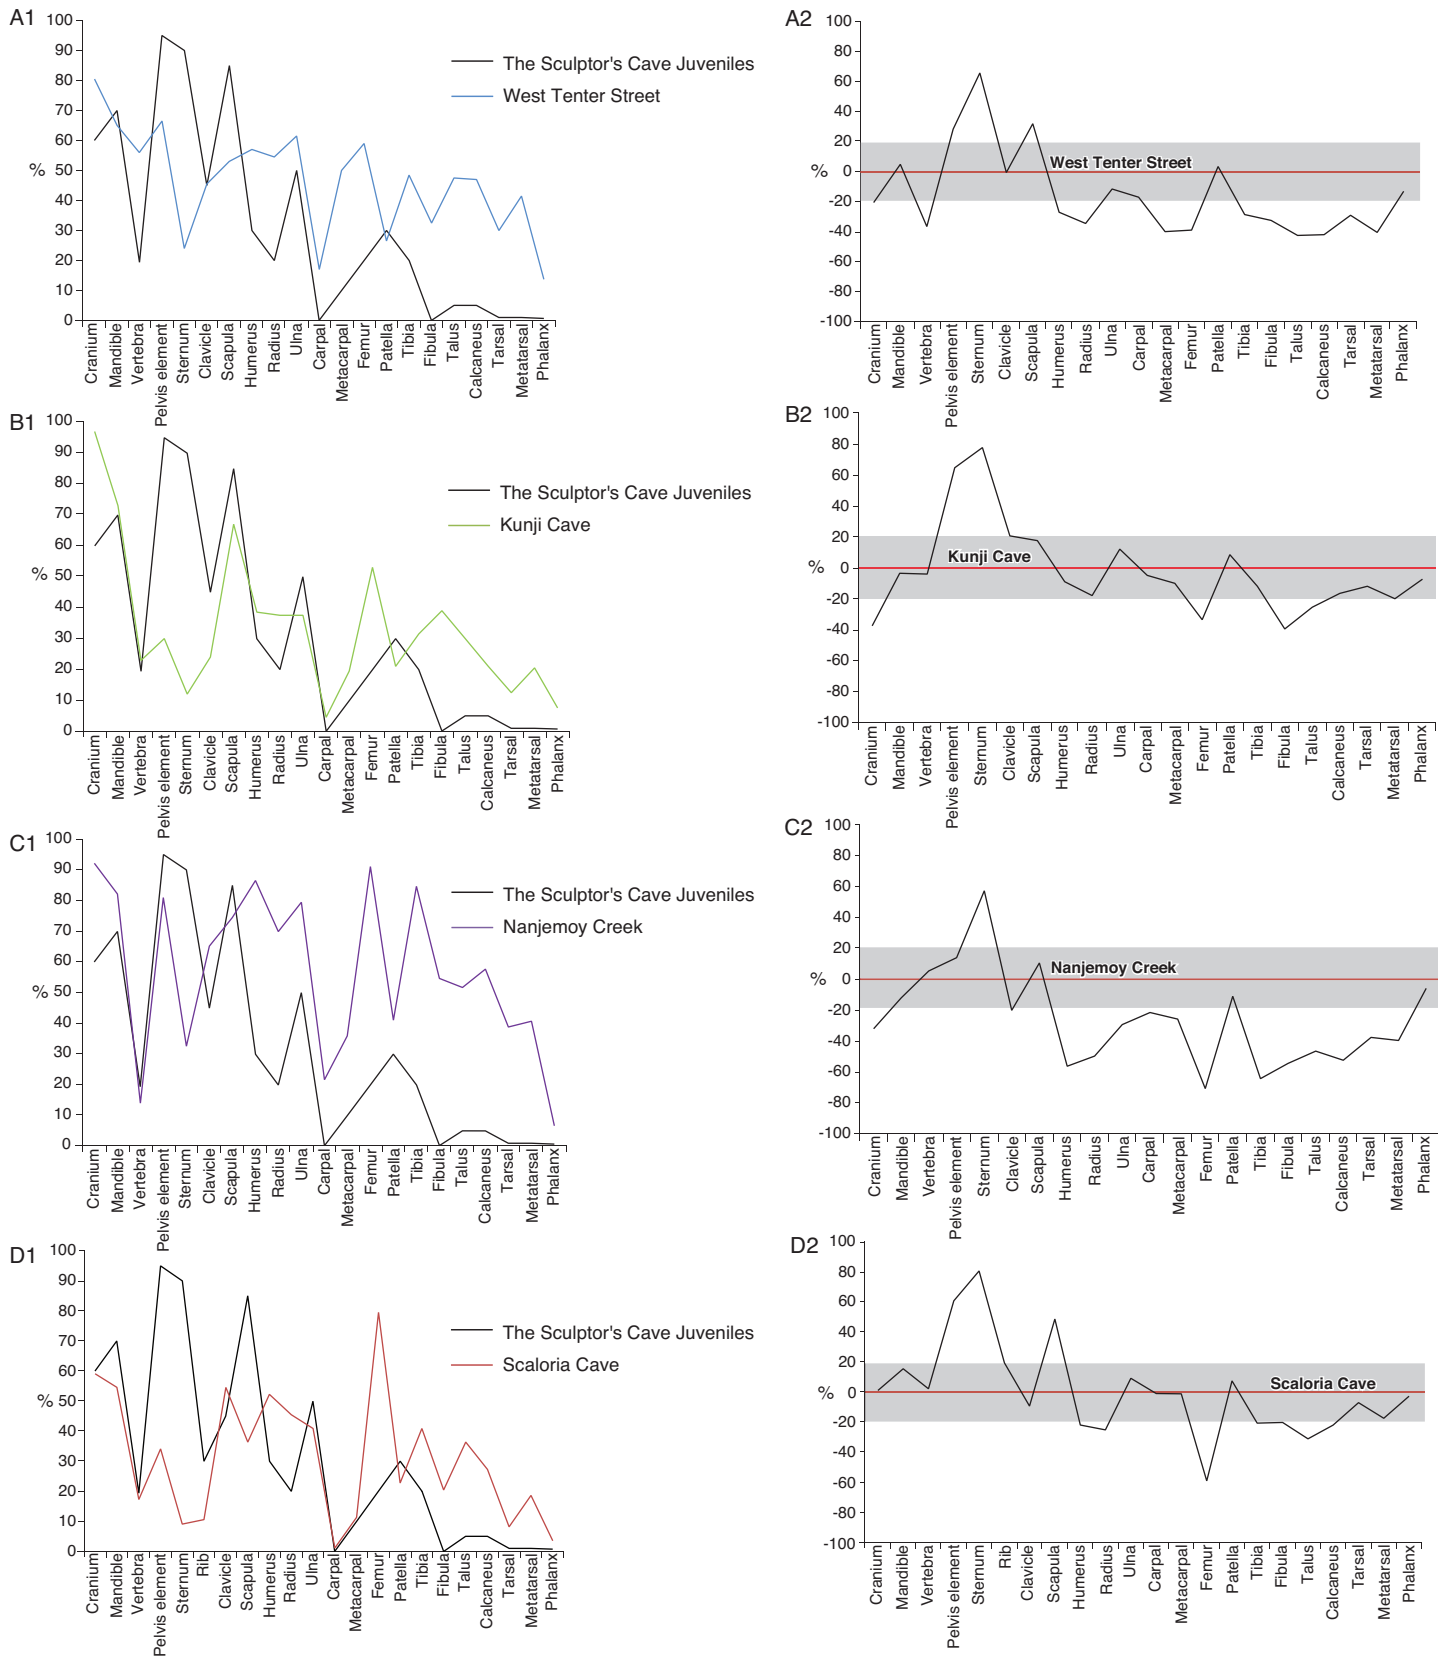 A1
100
90
80
70
60
50
40
30
20
10
0
%
The Sculptor's Cave Juveniles
West Tenter Street
Cranium
Mandible
Vertebra
Pelvis element
Sternum
Clavicle
Scapula
Humerus
Radius
Ulna
Carpal
Metacarpal
Femur
Patella
Tibia
Fibula
Talus
Calcaneus
Tarsal
Metatarsal
Phalanx
A2
100
80
60
40
20
0
-20
-40
-60
-80
-100
%
West Tenter Street
Cranium
Mandible
Vertebra
Pelvis element
Sternum
Clavicle
Scapula
Humerus
Radius
Ulna
Carpal
Metacarpal
Femur
Patella
Tibia
Fibula
Talus
Calcaneus
Tarsal
Metatarsal
Phalanx
B1
100
90
80
70
60
50
40
30
20
10
0
%
The Sculptor's Cave Juveniles
Kunji Cave
Cranium
Mandible
Vertebra
Pelvis element
Sternum
Clavicle
Scapula
Humerus
Radius
Ulna
Carpal
Metacarpal
Femur
Patella
Tibia
Fibula
Talus
Calcaneus
Tarsal
Metatarsal
Phalanx
B2
100
80
60
40
20
0
-20
-40
-60
-80
-100
%
Kunji Cave
Cranium
Mandible
Vertebra
Pelvis element
Sternum
Clavicle
Scapula
Humerus
Radius
Ulna
Carpal
Metacarpal
Femur
Patella
Tibia
Fibula
Talus
Calcaneus
Tarsal
Metatarsal
Phalanx
C1
100
90
80
70
60
50
40
30
20
10
0
%
The Sculptor's Cave Juveniles
Nanjemoy Creek
Cranium
Mandible
Vertebra
Pelvis element
Sternum
Clavicle
Scapula
Humerus
Radius
Ulna
Carpal
Metacarpal
Femur
Patella
Tibia
Fibula
Talus
Calcaneus
Tarsal
Metatarsal
Phalanx
C2
100
80
60
40
20
0
-20
-40
-60
-80
-100
%
Nanjemoy Creek
Cranium
Mandible
Vertebra
Pelvis element
Sternum
Clavicle
Scapula
Humerus
Radius
Ulna
Carpal
Metacarpal
Femur
Patella
Tibia
Fibula
Talus
Calcaneus
Tarsal
Metatarsal
Phalanx
D1
100
90
80
70
60
50
40
30
20
10
0
%
The Sculptor's Cave Juveniles
Scaloria Cave
Cranium
Mandible
Vertebra
Pelvis element
Sternum
Rib
Clavicle
Scapula
Humerus
Radius
Ulna
Carpal
Metacarpal
Femur
Patella
Tibia
Fibula
Talus
Calcaneus
Tarsal
Metatarsal
Phalanx
D2
100
80
60
40
20
0
-20
-40
-60
-80
-100
%
Scaloria Cave
Cranium
Mandible
Vertebra
Pelvis element
Sternum
Rib
Clavicle
Scapula
Humerus
Radius
Ulna
Carpal
Metacarpal
Femur
Patella
Tibia
Fibula
Talus
Calcaneus
Tarsal
Metatarsal
Phalanx